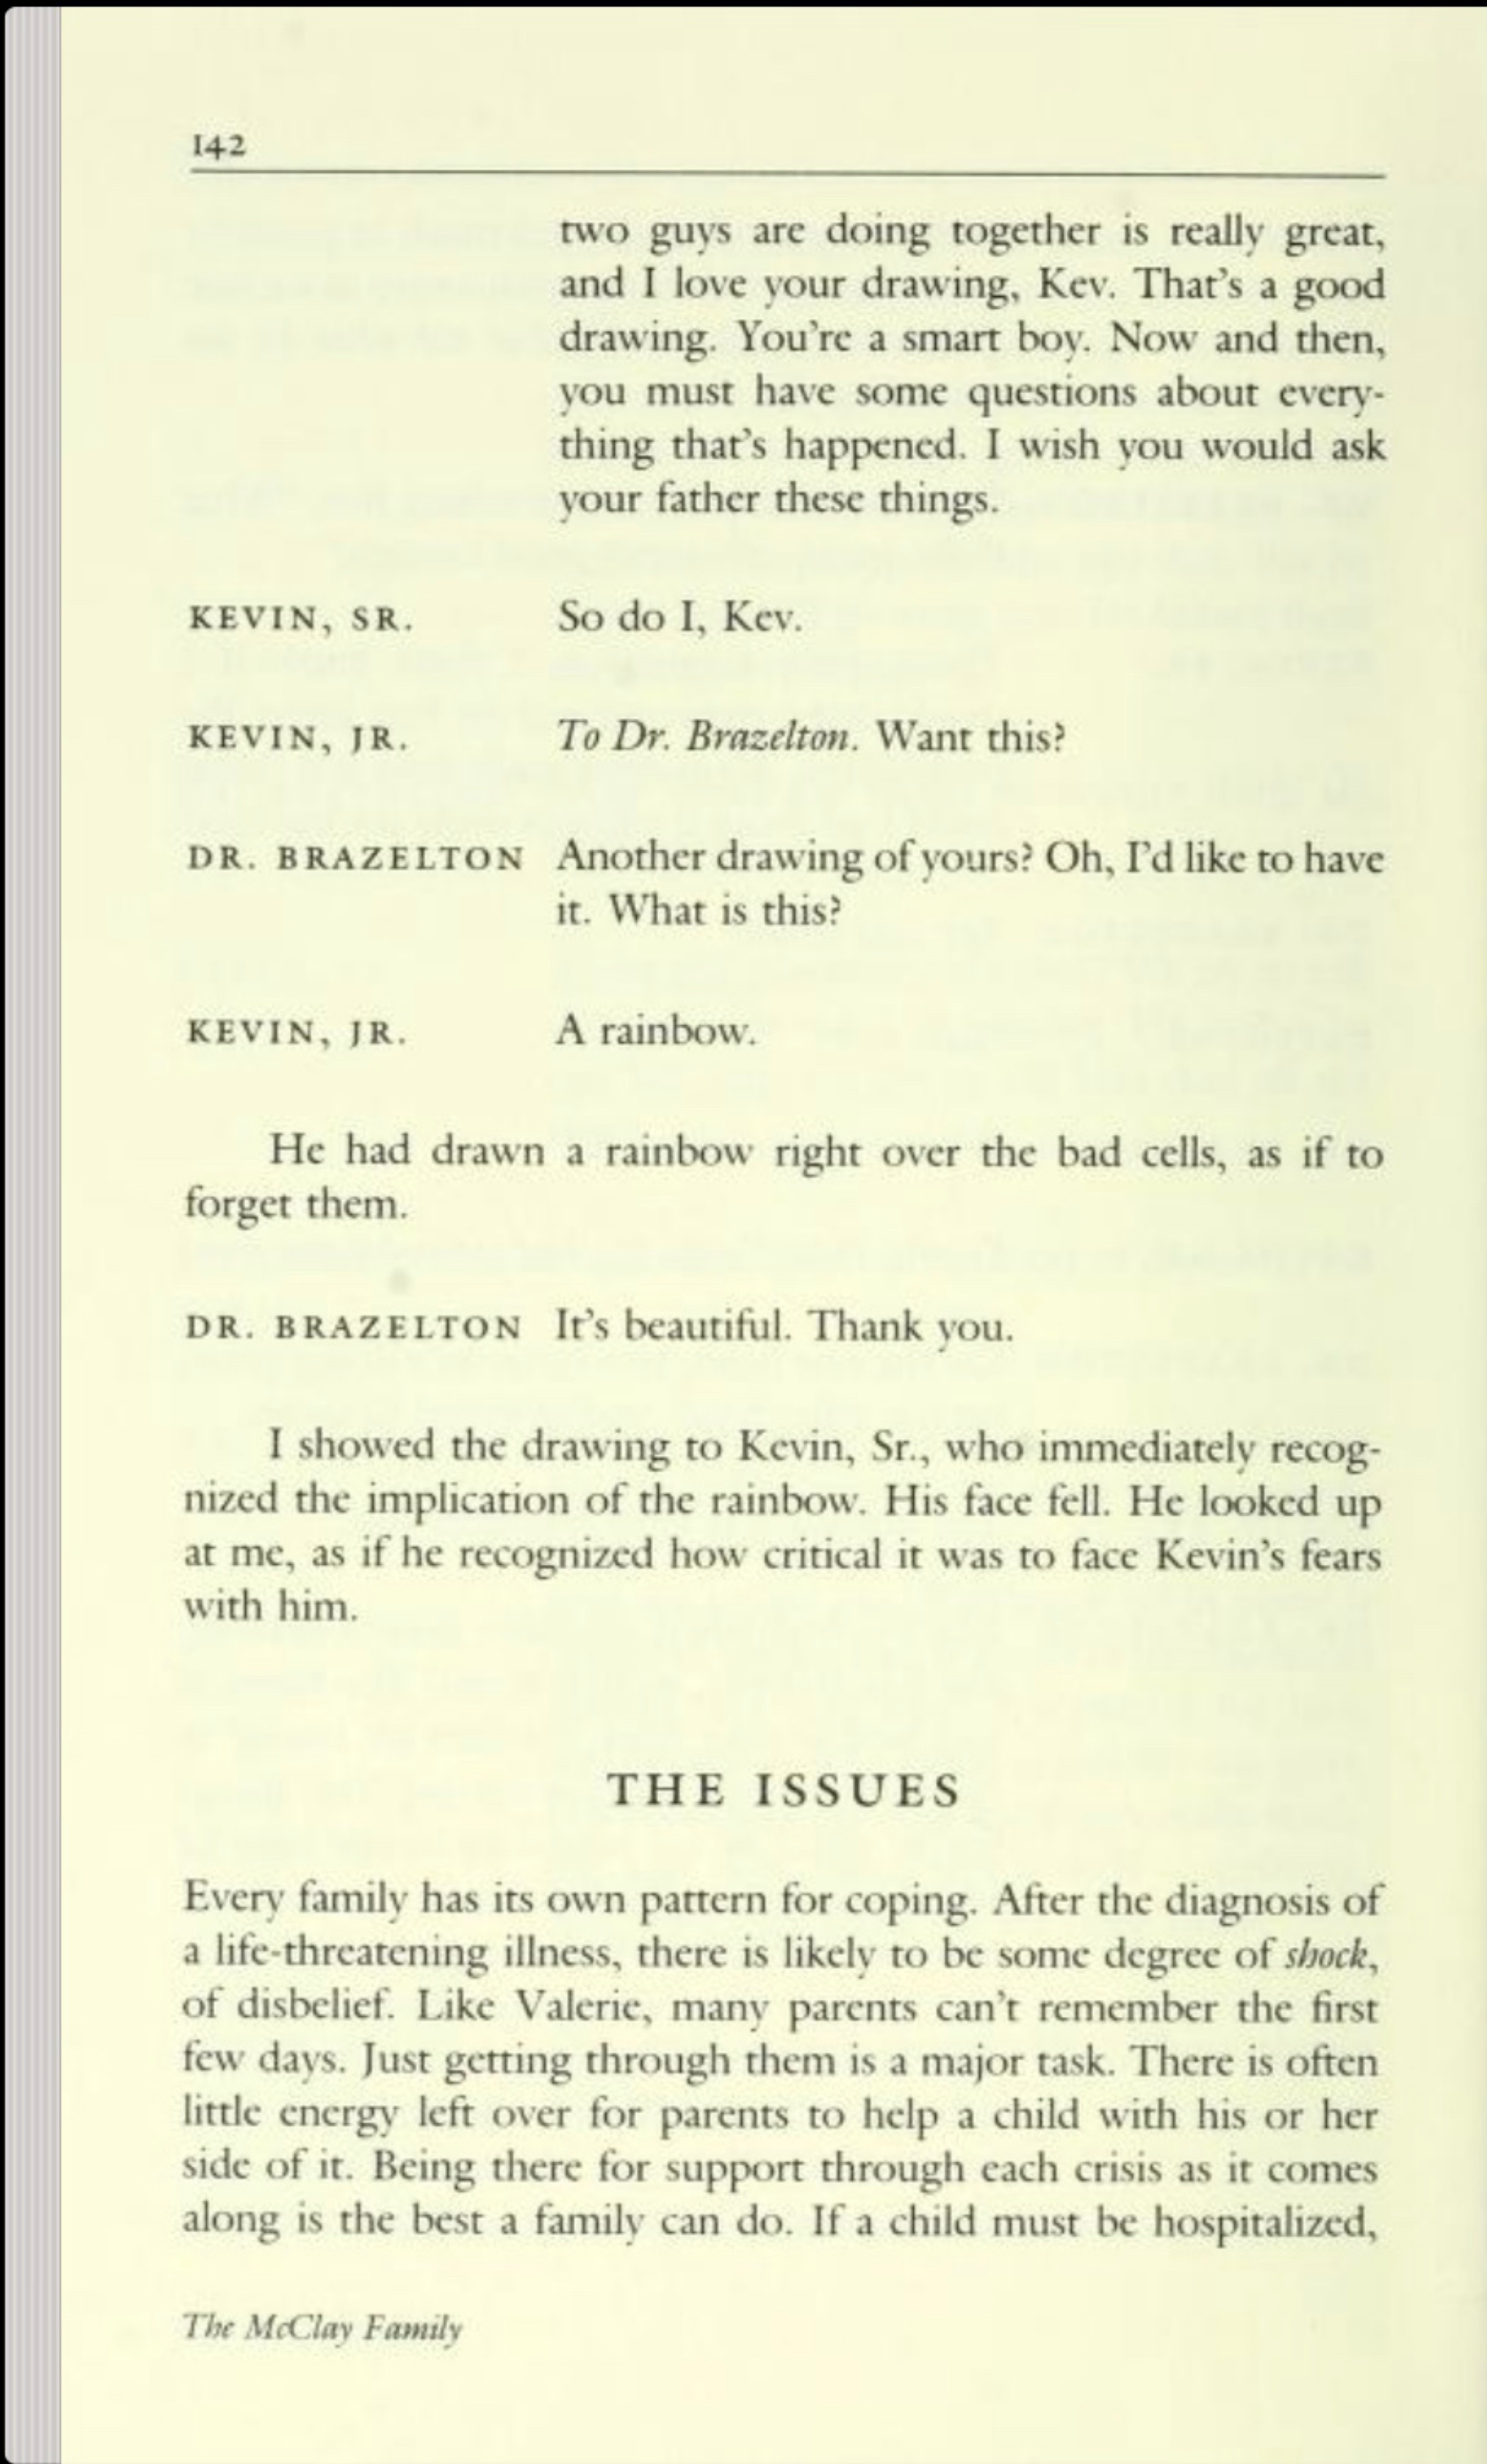 142
two guys are doing together is really great,
and I love your drawing, Kev. That's a good
drawing. You're a smart boy. Now and then,
you must have some questions about every-
thing that's happened. I wish you would ask
your father these things.
KEVIN, SR. So do I, Kev.
KEVIN, JR. To Dr. Brazelton. Want this?
DR. BRAZELTON Another drawing of yours? Oh, I'd like to have
it. What is this?
KEVIN, JR. A rainbow.
He had drawn a rainbow right over the bad cells, as if to
forget them.
DR. BRAZELTON It's beautiful. Thank you.
I showed the drawing to Kevin, Sr., who immediately recog-
nized the implication of the rainbow. His face fell. He looked up
at me, as if he recognized how critical it was to face Kevin's fears
with him.
THE ISSUES
Every family has its own pattern for coping. After the diagnosis of
a life-threatening illness, there is likely to be some degree of shock,
of disbelief. Like Valerie, many parents can't remember the first
few days. Just getting through them is a major task. There is often
little energy left over for parents to help a child with his or her
side of it. Being there for support through each crisis as it comes
along is the best a family can do. If a child must be hospitalized,
The McClay Family